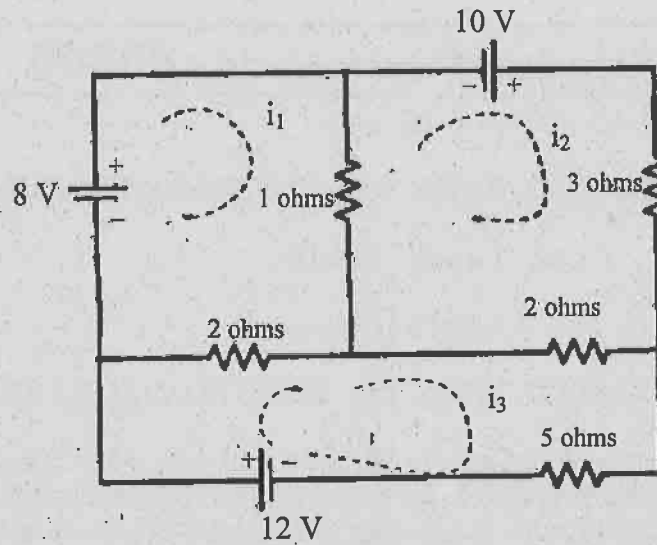 10 V
− +
i₁
i₂
+
8 V
−
1 ohms
3 ohms
2 ohms
2 ohms
i₃
+ −
5 ohms
12 V